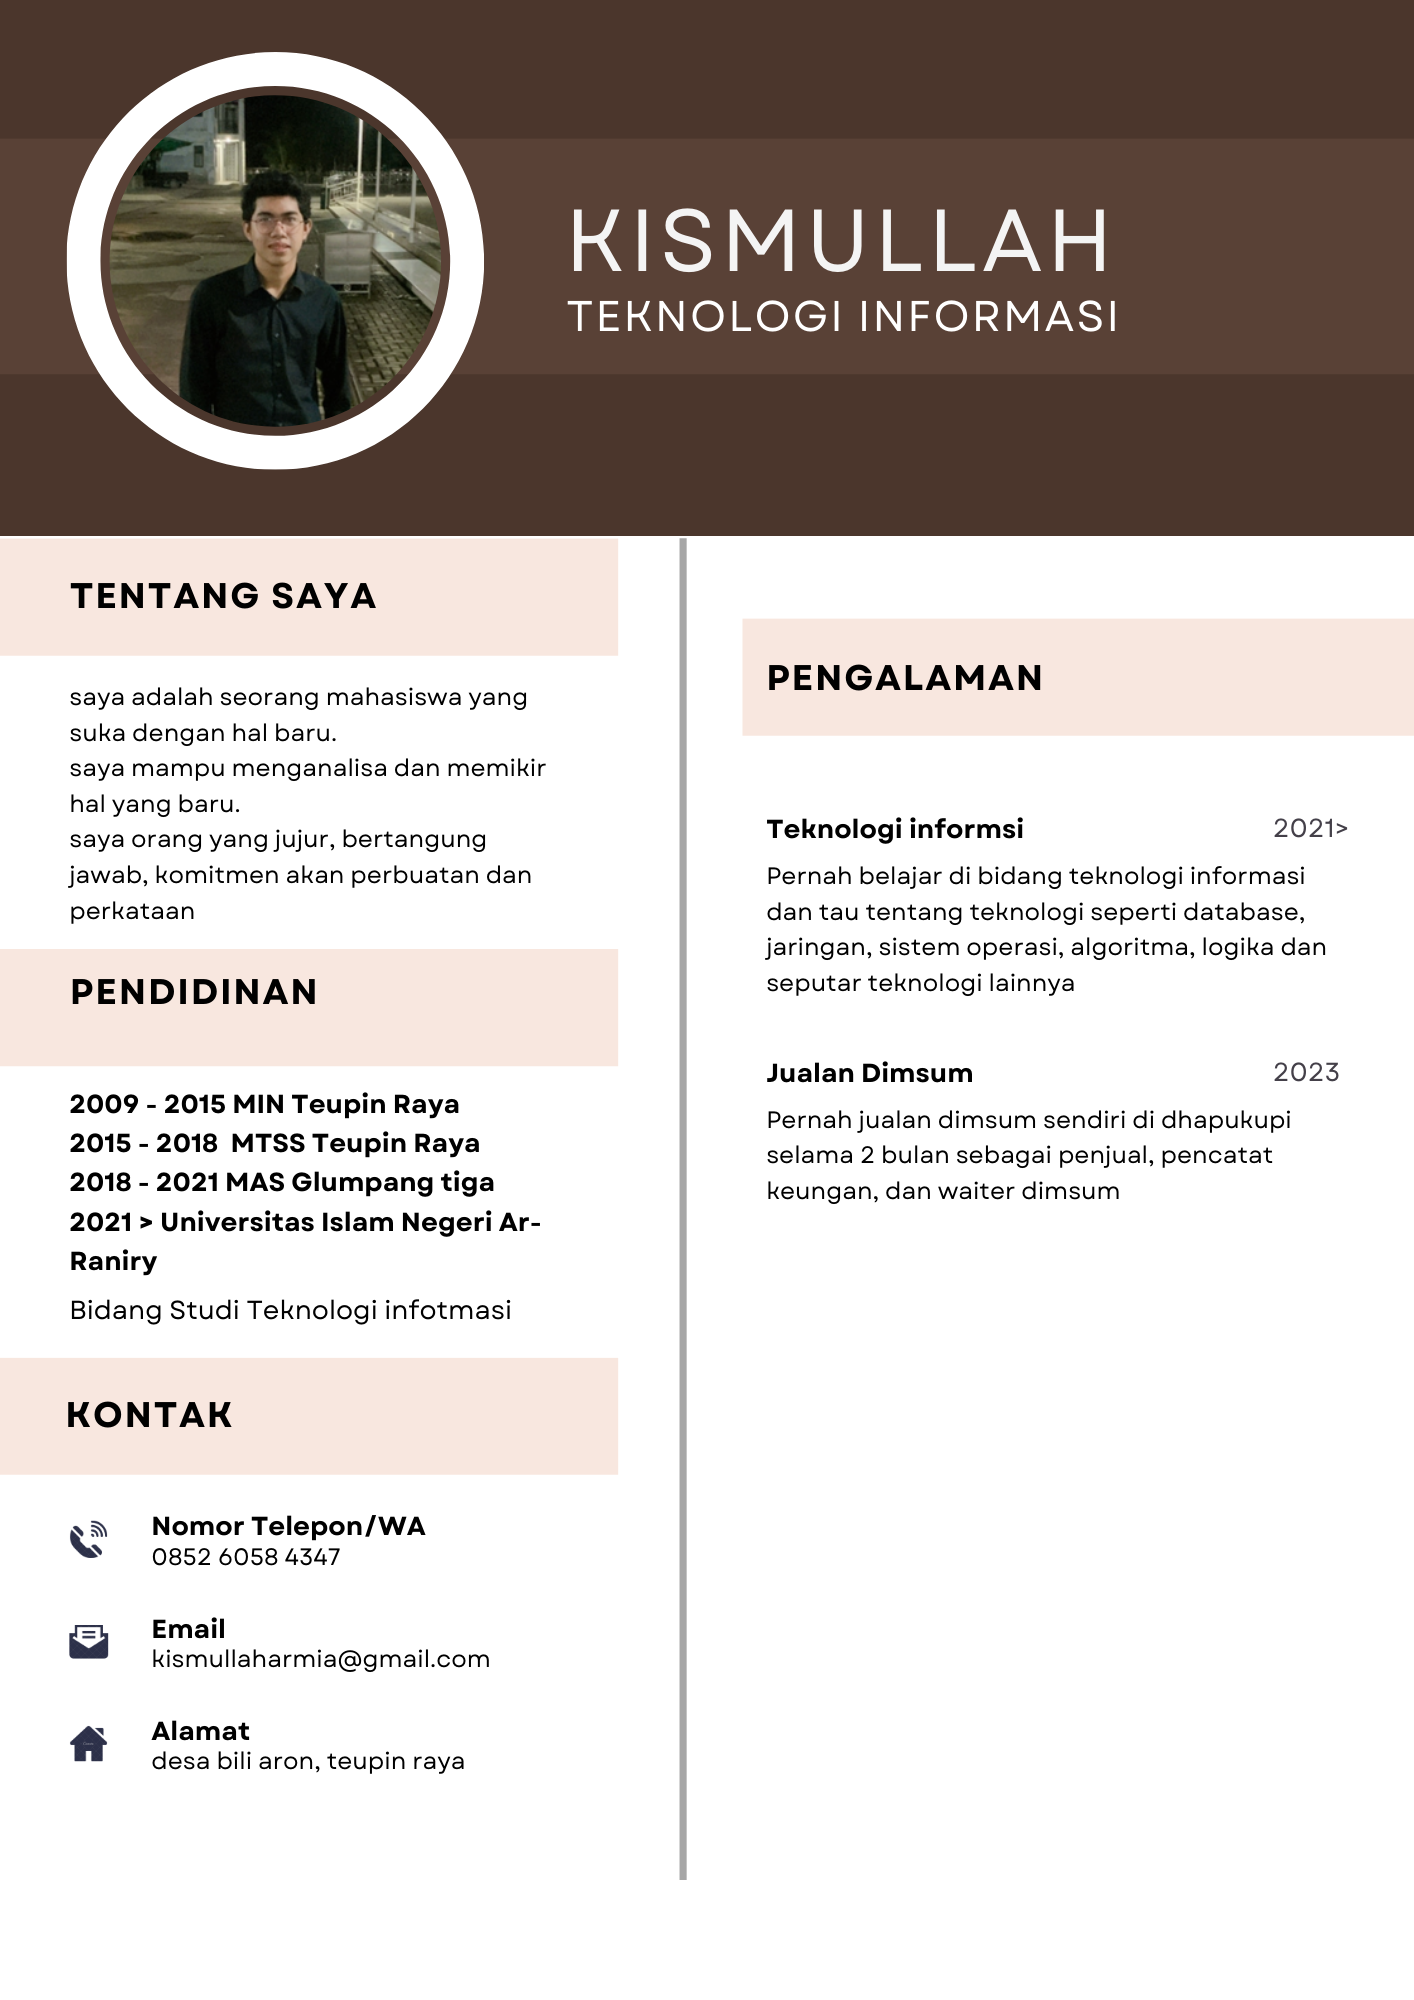 KISMULLAH
TEKNOLOGI INFORMASI
TENTANG SAYA
saya adalah seorang mahasiswa yang
suka dengan hal baru.
saya mampu menganalisa dan memikir
hal yang baru.
saya orang yang jujur, bertangung
jawab, komitmen akan perbuatan dan
perkataan
PENDIDINAN
2009 - 2015 MIN Teupin Raya
2015 - 2018  MTSS Teupin Raya
2018 - 2021 MAS Glumpang tiga
2021 > Universitas Islam Negeri Ar-
Raniry
Bidang Studi Teknologi infotmasi
KONTAK
Nomor Telepon/WA
0852 6058 4347
Email
kismullaharmia@gmail.com
Alamat
desa bili aron, teupin raya
PENGALAMAN
Teknologi informsi 2021>
Pernah belajar di bidang teknologi informasi
dan tau tentang teknologi seperti database,
jaringan, sistem operasi, algoritma, logika dan
seputar teknologi lainnya
Jualan Dimsum 2023
Pernah jualan dimsum sendiri di dhapukupi
selama 2 bulan sebagai penjual, pencatat
keungan, dan waiter dimsum